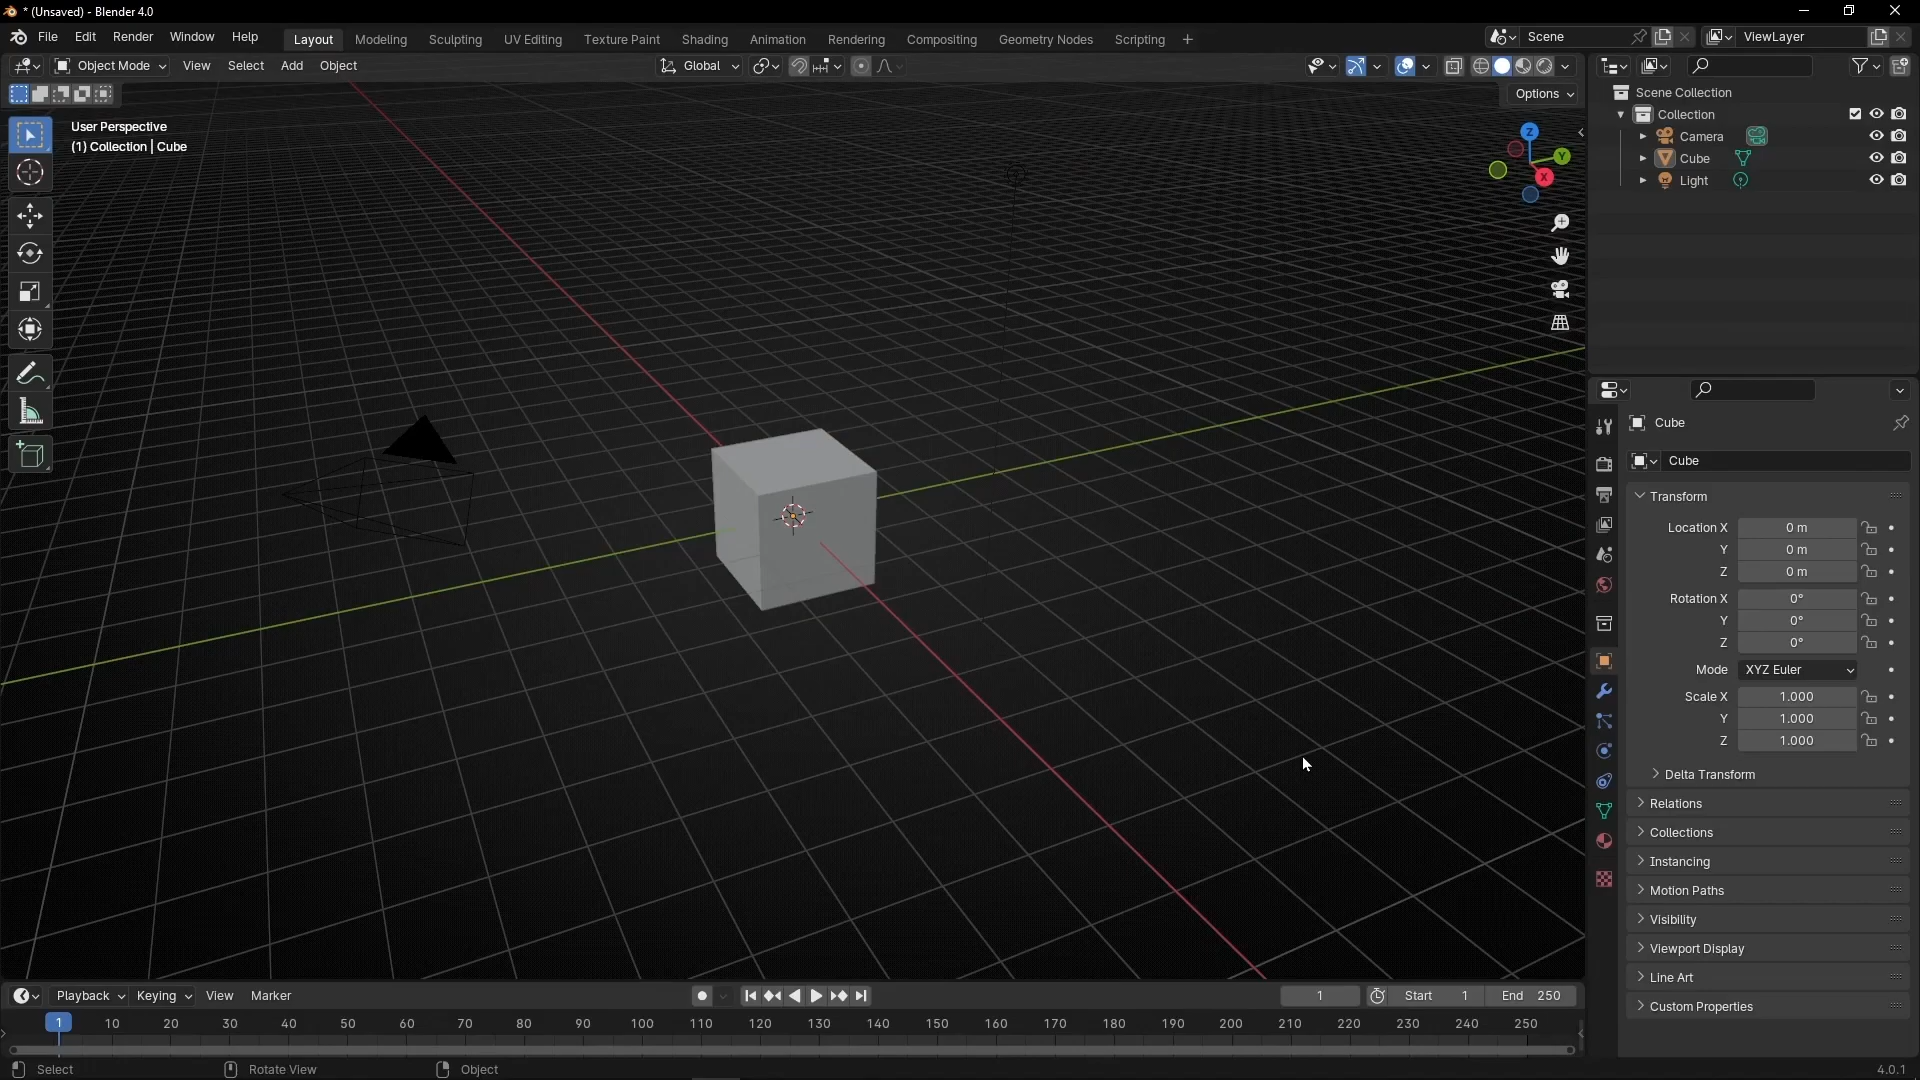 * (Unsaved) - Blender 4.0
File Edit Render Window Help Layout Modeling Sculpting UV Editing Texture Paint Shading Animation Rendering Compositing Geometry Nodes Scripting + Scene ViewLayer
Object Mode View Select Add Object Global
Options
User Perspective
(1) Collection | Cube
Z
Y
X
Scene Collection
Collection
Camera
Cube
Light
Cube
Cube
Transform
Location X 0 m
Y 0 m
Z 0 m
Rotation X 0°
Y 0°
Z 0°
Mode XYZ Euler
Scale X 1.000
Y 1.000
Z 1.000
Delta Transform
Relations
Collections
Instancing
Motion Paths
Visibility
Viewport Display
Line Art
Custom Properties
Playback Keying View Marker 1 Start 1 End 250
1 10 20 30 40 50 60 70 80 90 100 110 120 130 140 150 160 170 180 190 200 210 220 230 240 250
Select Rotate View Object 4.0.1